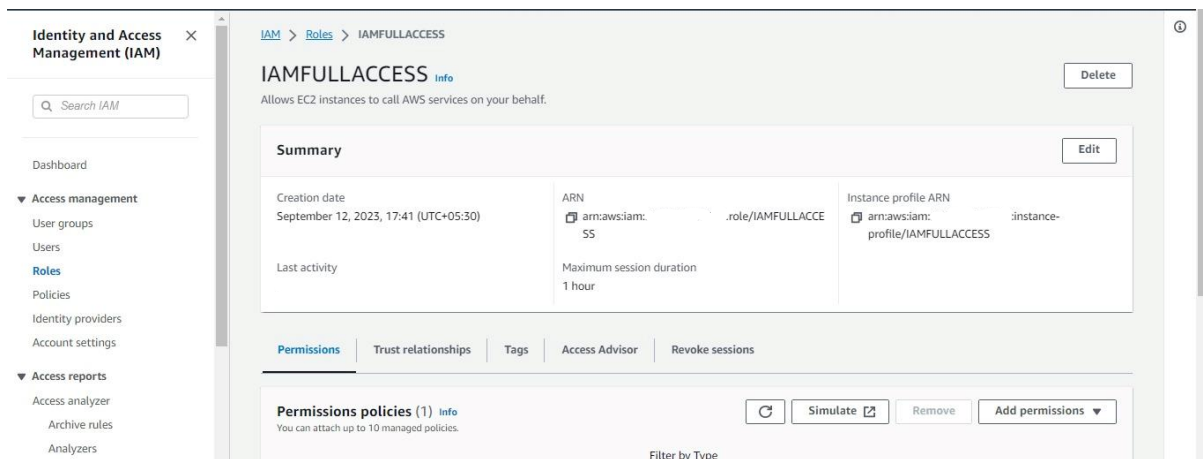 Identity and Access
Management (IAM)
Search IAM
Dashboard
Access management
User groups
Users
Roles
Policies
Identity providers
Account settings
Access reports
Access analyzer
Archive rules
Analyzers
IAM > Roles > IAMFULLACCESS
IAMFULLACCESS Info
Delete
Allows EC2 instances to call AWS services on your behalf.
Summary
Edit
Creation date
September 12, 2023, 17:41 (UTC+05:30)
ARN
arn:aws:iam: role/IAMFULLACCE
SS
Instance profile ARN
arn:aws:iam: :instance-
profile/IAMFULLACCESS
Last activity
Maximum session duration
1 hour
Permissions
Trust relationships
Tags
Access Advisor
Revoke sessions
Permissions policies (1) Info
You can attach up to 10 managed policies.
Simulate
Remove
Add permissions
Filter by Type